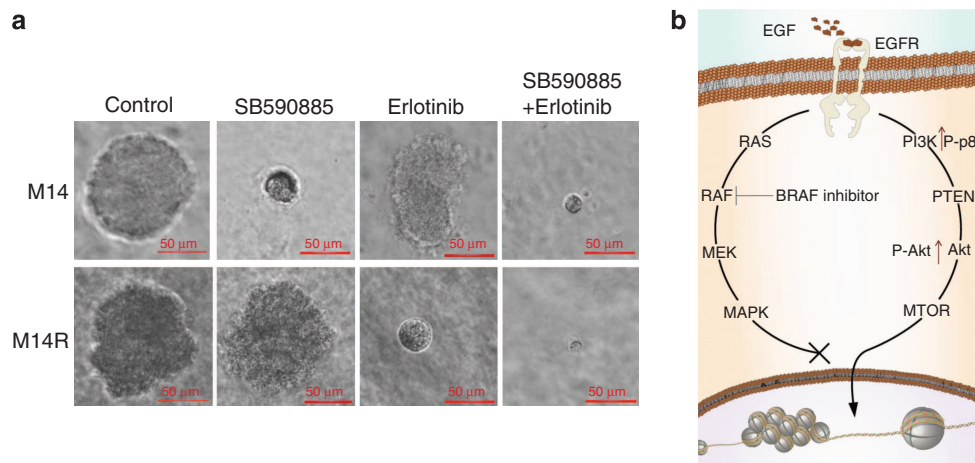 a
Control
SB590885
Erlotinib
SB590885
+Erlotinib
M14
50 µm
50 µm
50 µm
50 µm
M14R
50 µm
50 µm
50 µm
50 µm
b
EGF
EGFR
RAS
PI3K P-p8
RAF
BRAF inhibitor
PTEN
MEK
P-Akt Akt
MAPK
MTOR